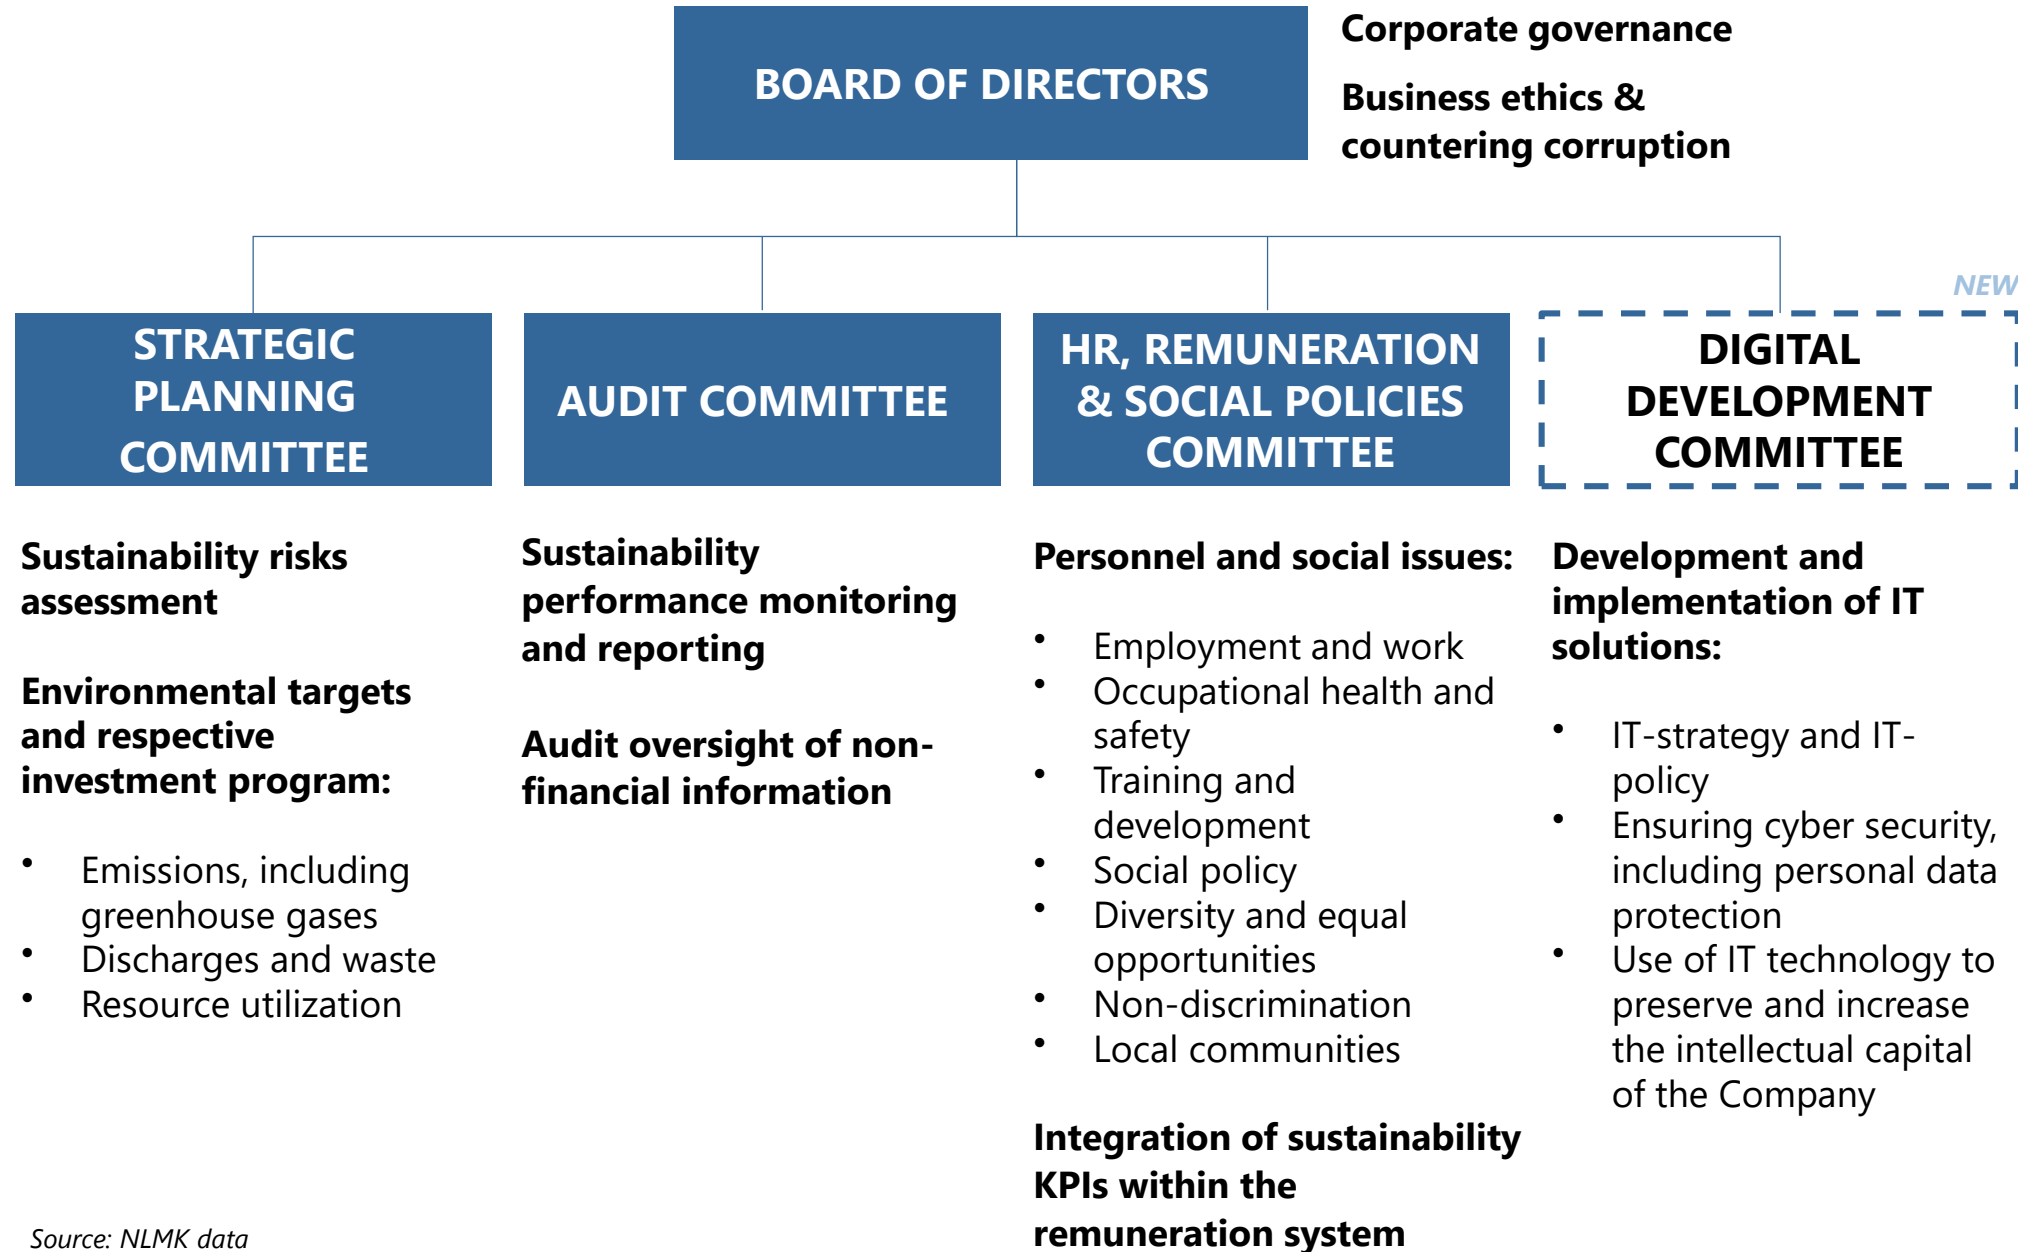 BOARD OF DIRECTORS
Corporate governance
Business ethics &
countering corruption
NEW
STRATEGIC
PLANNING
COMMITTEE
AUDIT COMMITTEE
HR, REMUNERATION
& SOCIAL POLICIES
COMMITTEE
DIGITAL
DEVELOPMENT
COMMITTEE
Sustainability risks
assessment
Environmental targets
and respective
investment program:
• Emissions, including
greenhouse gases
• Discharges and waste
• Resource utilization
Sustainability
performance monitoring
and reporting
Audit oversight of non-
financial information
Personnel and social issues:
• Employment and work
• Occupational health and
safety
• Training and
development
• Social policy
• Diversity and equal
opportunities
• Non-discrimination
• Local communities
Integration of sustainability
KPIs within the
remuneration system
Development and
implementation of IT
solutions:
• IT-strategy and IT-
policy
• Ensuring cyber security,
including personal data
protection
• Use of IT technology to
preserve and increase
the intellectual capital
of the Company
Source: NLMK data